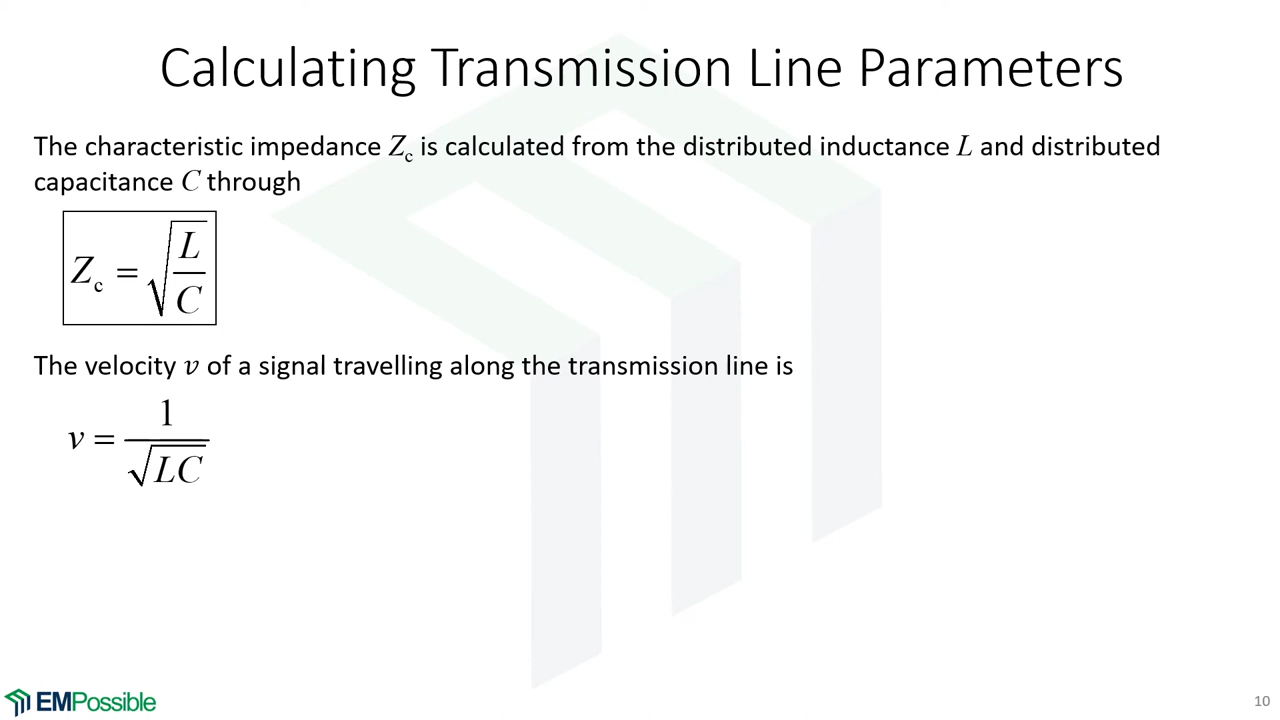 Calculating Transmission Line Parameters
The characteristic impedance Zc is calculated from the distributed inductance L and distributed
capacitance C through
Zc = √(L/C)
The velocity v of a signal travelling along the transmission line is
v = 1/√(LC)
EMPossible
10